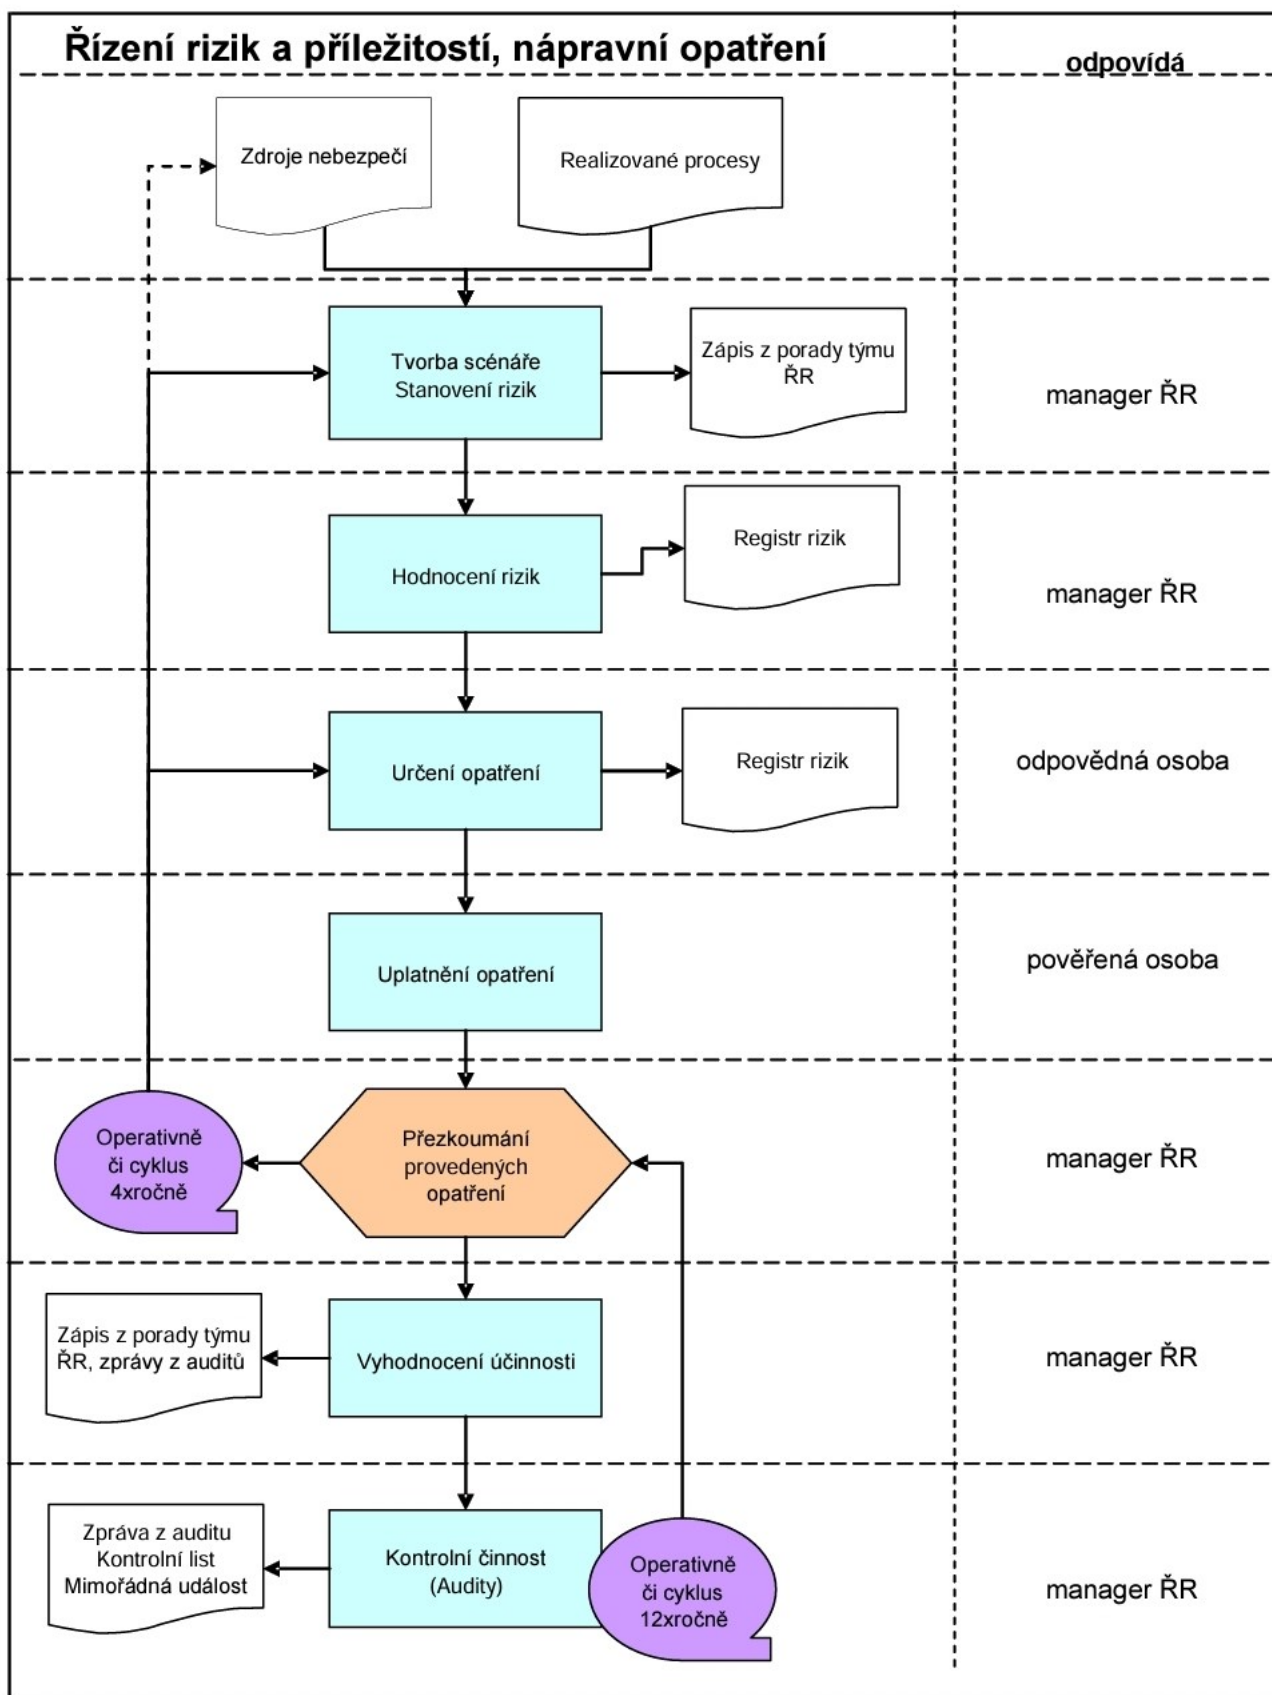 Řízení rizik a příležitostí, nápravní opatření
odpovídá
Zdroje nebezpečí
Realizované procesy
Tvorba scénáře
Stanovení rizik
Zápis z porady týmu
ŘR
manager ŘR
Hodnocení rizik
Registr rizik
manager ŘR
Určení opatření
Registr rizik
odpovědná osoba
Uplatnění opatření
pověřená osoba
Operativně
či cyklus
4xročně
Přezkoumání
provedených
opatření
manager ŘR
Zápis z porady týmu
ŘR, zprávy z auditů
Vyhodnocení účinnosti
manager ŘR
Zpráva z auditu
Kontrolní list
Mimořádná událost
Kontrolní činnost
(Audity)
Operativně
či cyklus
12xročně
manager ŘR